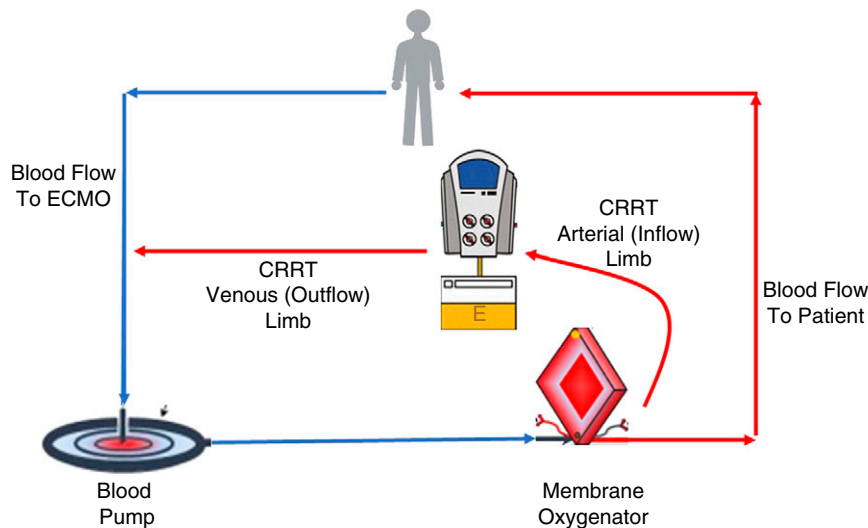 Blood Flow
To ECMO
CRRT
Arterial (Inflow)
Limb
CRRT
Venous (Outflow)
Limb
Blood Flow
To Patient
E
Blood
Pump
Membrane
Oxygenator